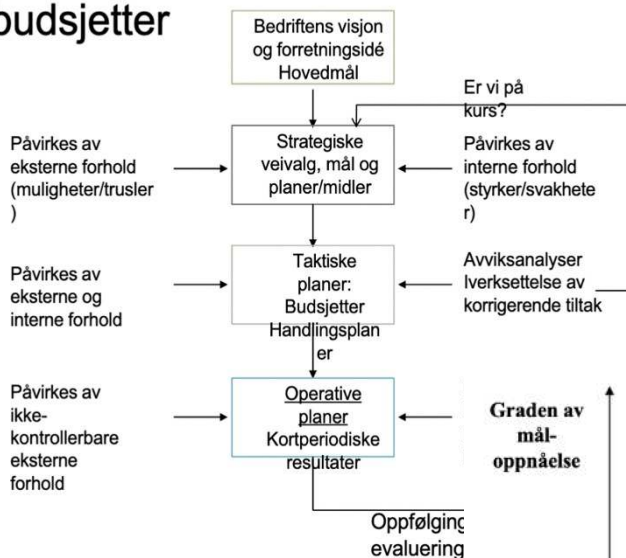 budsjetter
Bedriftens visjon
og forretningsidé
Hovedmål
Er vi på
kurs?
Påvirkes av
eksterne forhold
(muligheter/trusler
)
Strategiske
veivalg, mål og
planer/midler
Påvirkes av
interne forhold
(styrker/svakhete
r)
Påvirkes av
eksterne og
interne forhold
Taktiske
planer:
Budsjetter
Handlingsplan
er
Avviksanalyser
Iverksettelse av
korrigerende tiltak
Påvirkes av
ikke-
kontrollerbare
eksterne
forhold
Operative
planer
Kortperiodiske
resultater
Graden av
mål-
oppnåelse
Oppfølging
evaluering